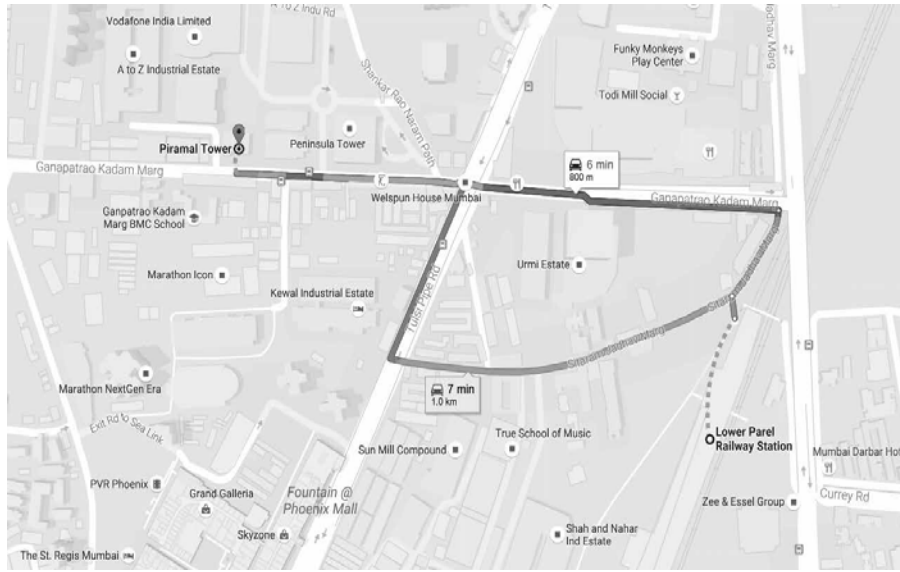 A to Z Indu Rd
Vodafone India Limited
A to Z Industrial Estate
Shankar Rao Naram Path
Funky Monkeys
Play Center
Todi Mill Social
Piramal Tower
Peninsula Tower
6 min
800 m
Ganapatrao Kadam Marg
Welspun House Mumbai
Ganapatrao Kadam Marg
Ganpatrao Kadam
Marg BMC School
Tulsi Pipe Rd
Urmi Estate
Marathon Icon
Kewal Industrial Estate
Marathon NextGen Era
7 min
1.0 km
Exit Rd to Sea Link
Sun Mill Compound
True School of Music
Lower Parel
Railway Station
Mumbai Darbar Hot
PVR Phoenix
Grand Galleria
Fountain @
Phoenix Mall
Zee & Essel Group
Currey Rd
Skyzone
Shah and Nahar
Ind Estate
The St. Regis Mumbai